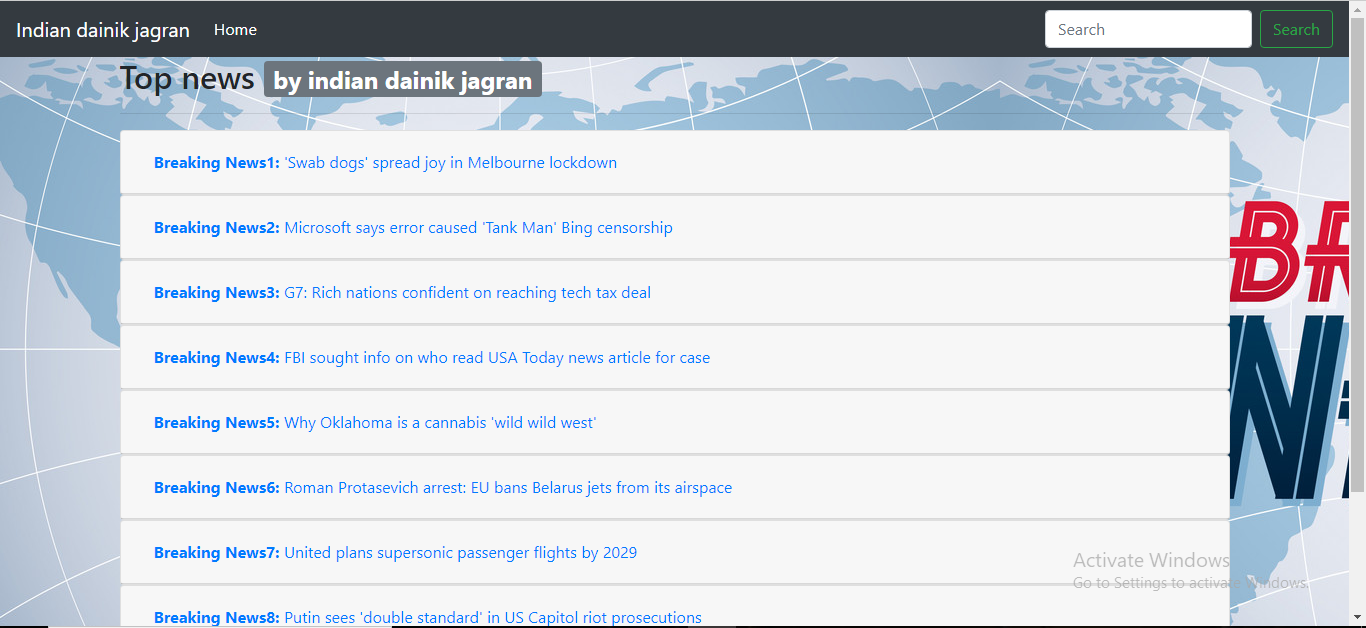 Indian dainik jagran Home Search Search
Top news by indian dainik jagran
Breaking News1: 'Swab dogs' spread joy in Melbourne lockdown
Breaking News2: Microsoft says error caused 'Tank Man' Bing censorship
Breaking News3: G7: Rich nations confident on reaching tech tax deal
Breaking News4: FBI sought info on who read USA Today news article for case
Breaking News5: Why Oklahoma is a cannabis 'wild wild west'
Breaking News6: Roman Protasevich arrest: EU bans Belarus jets from its airspace
Breaking News7: United plans supersonic passenger flights by 2029
Activate Windows
Go to Settings to activate Windows.
Breaking News8: Putin sees 'double standard' in US Capitol riot prosecutions